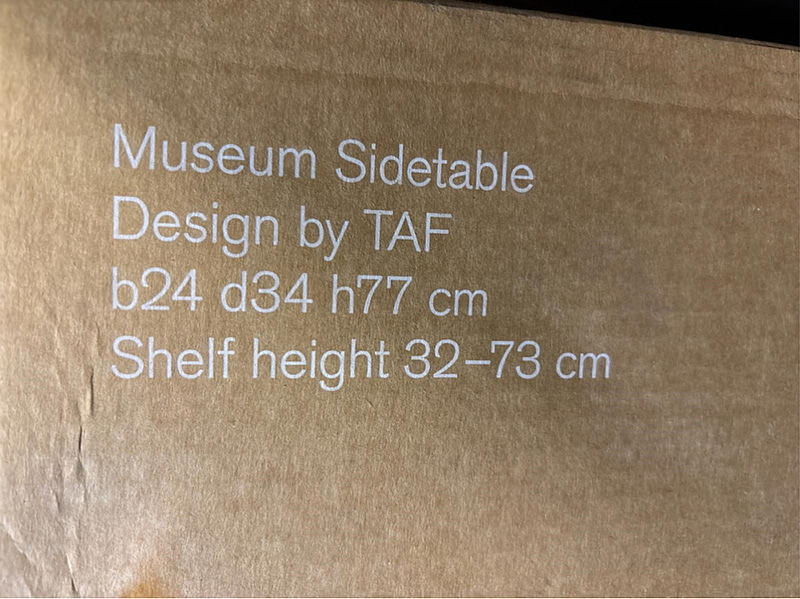 Museum Sidetable
Design by TAF
b24 d34 h77 cm
Shelf height 32–73 cm